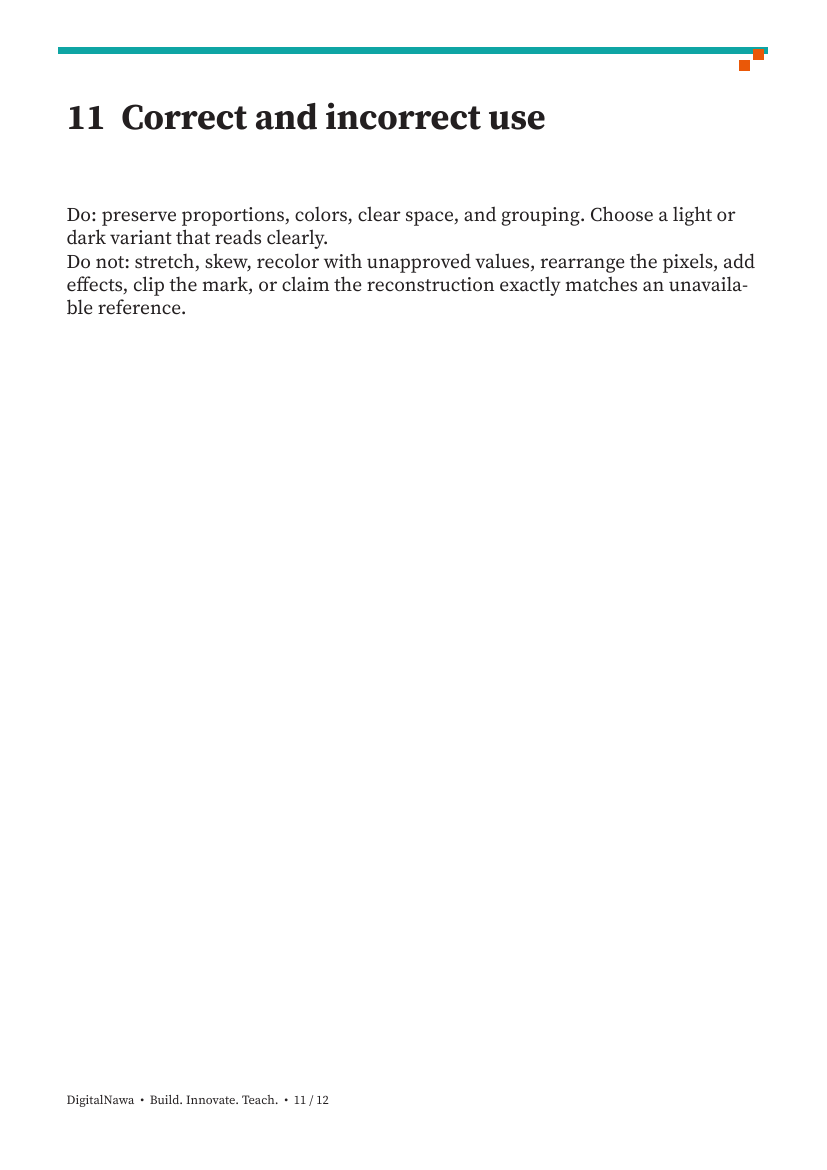 11 Correct and incorrect use
Do: preserve proportions, colors, clear space, and grouping. Choose a light or
dark variant that reads clearly.
Do not: stretch, skew, recolor with unapproved values, rearrange the pixels, add
effects, clip the mark, or claim the reconstruction exactly matches an unavaila-
ble reference.
DigitalNawa • Build. Innovate. Teach. • 11 / 12